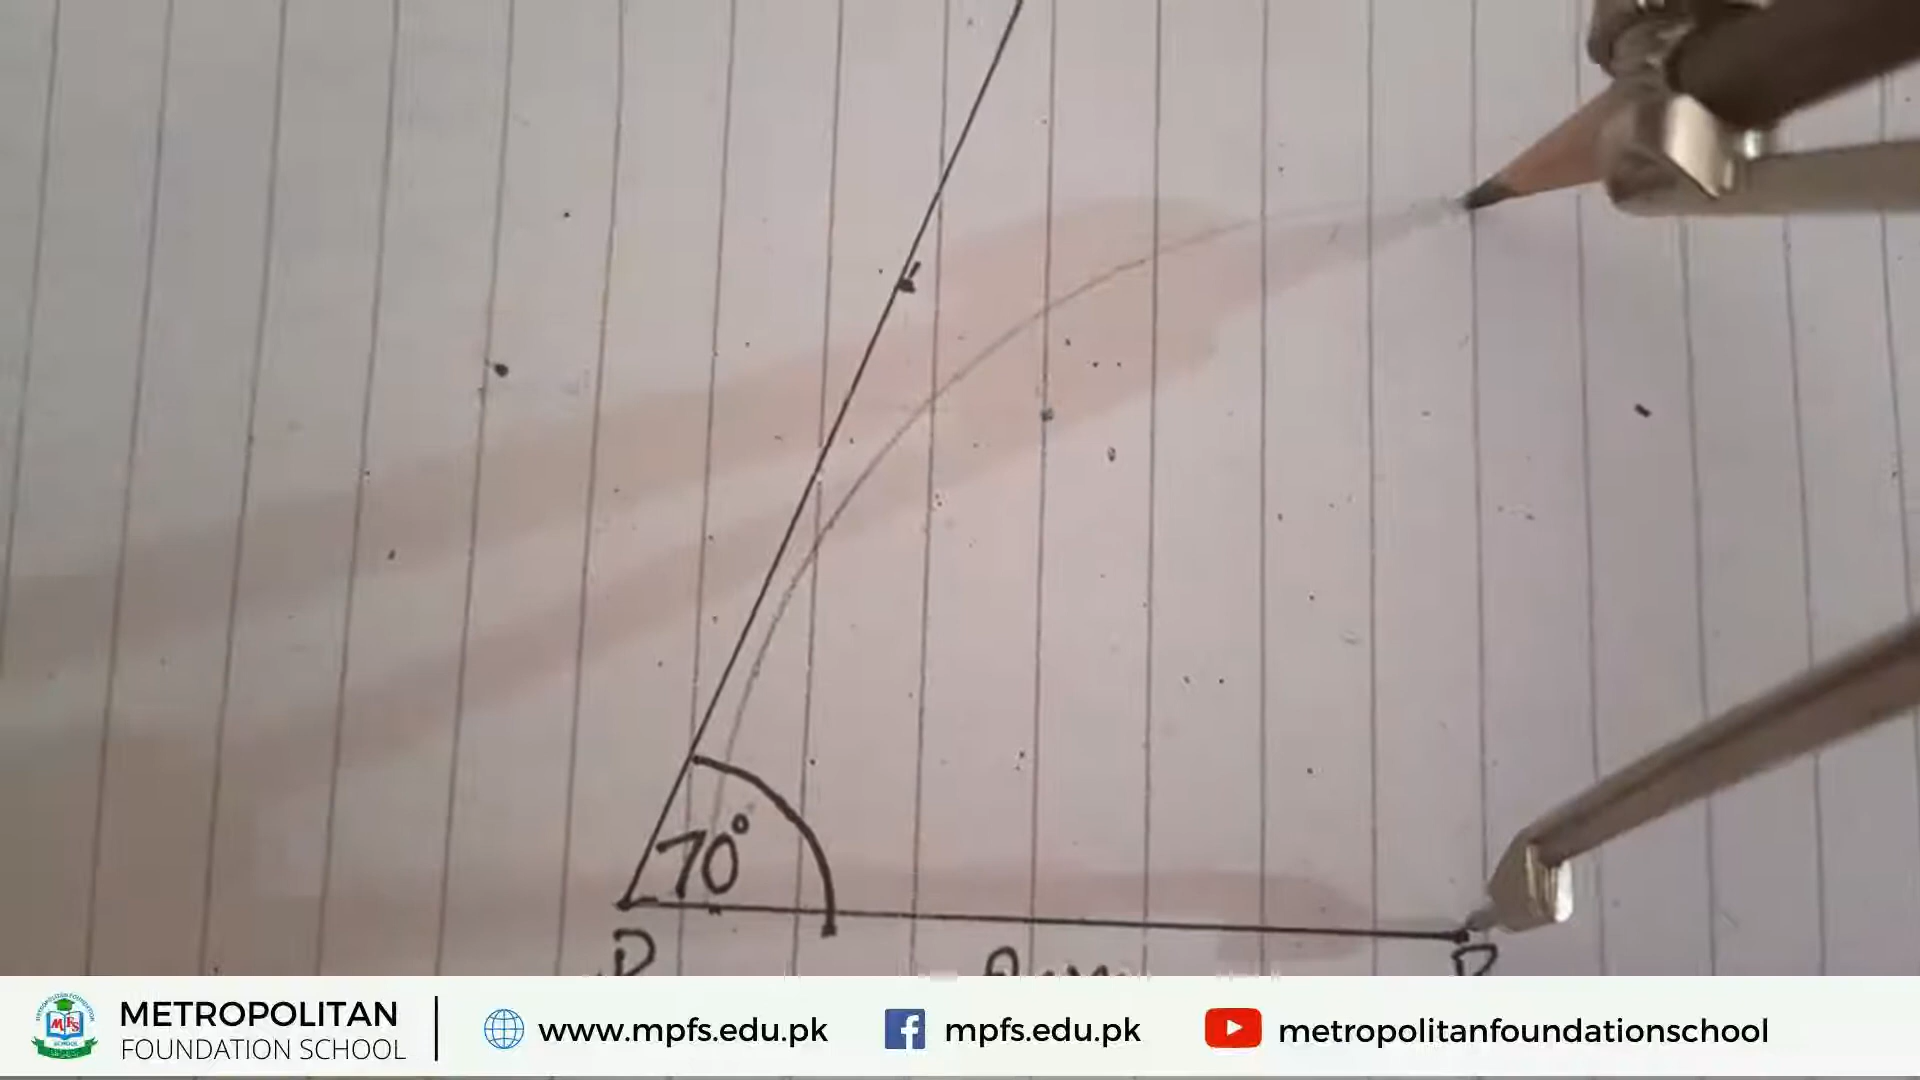 70°
METROPOLITAN
FOUNDATION SCHOOL
www.mpfs.edu.pk
mpfs.edu.pk
metropolitanfoundationschool